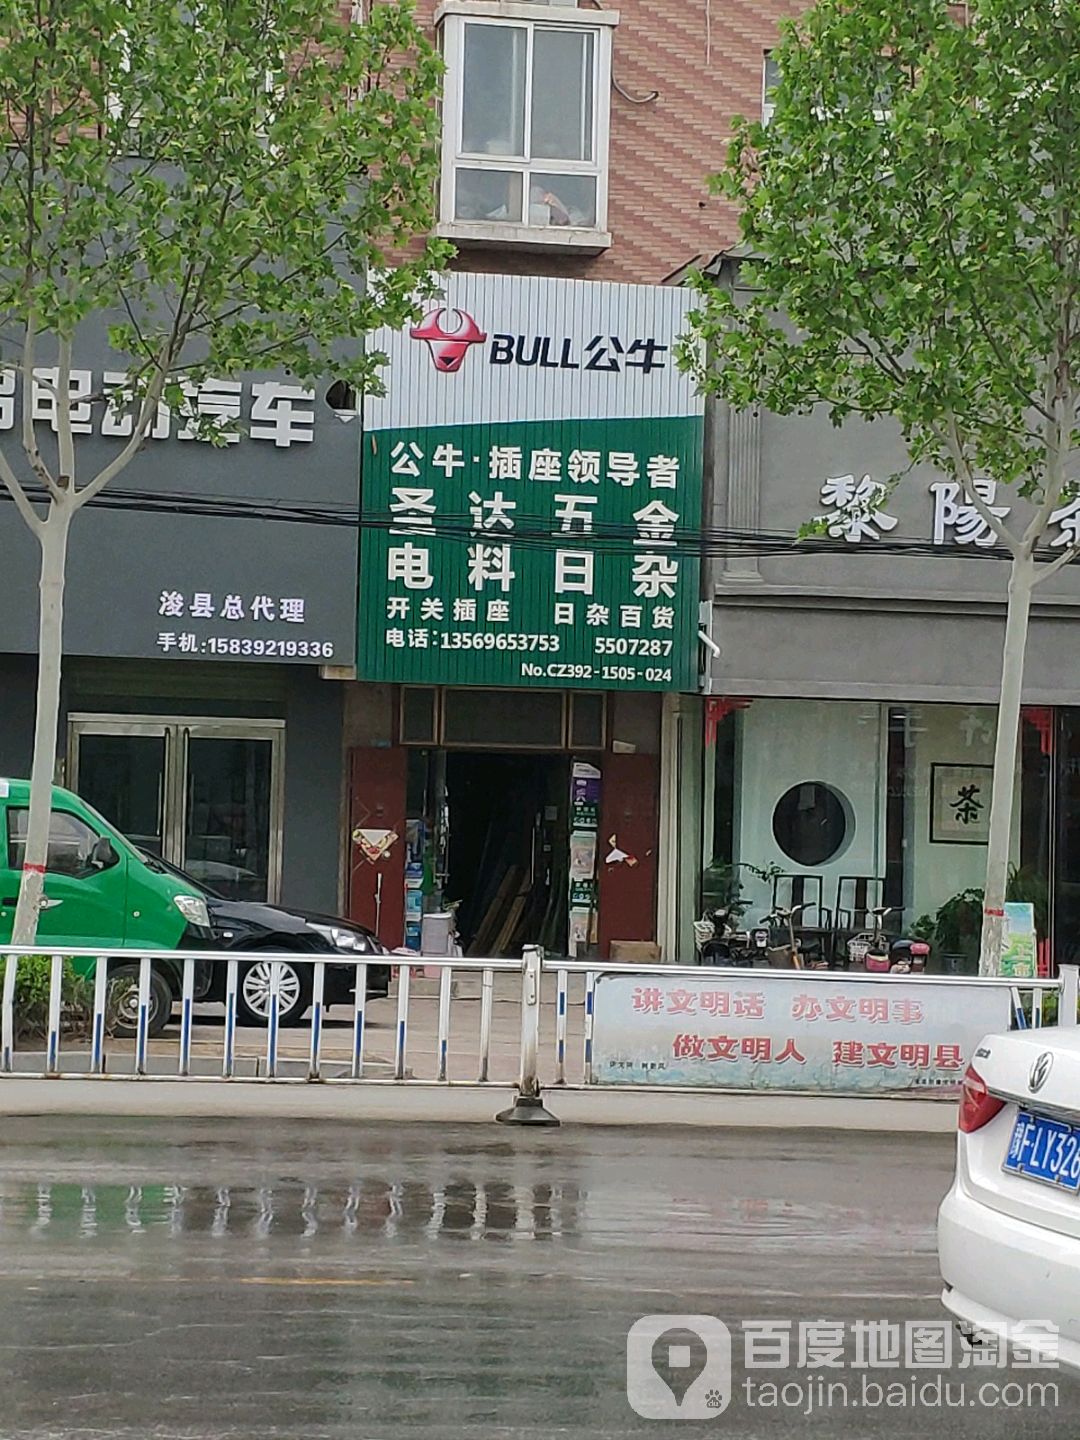 BULL公牛
公牛·插座领导者
圣达五金
电料日杂
开关插座 日杂百货
电话:13569653753 5507287
No.CZ392-1505-024
电动汽车
浚县总代理
手机:15839219336
黎陽
茶
讲文明话 办文明事
做文明人 建文明县
豫F·LY326
百度地图淘金
taojin.baidu.com